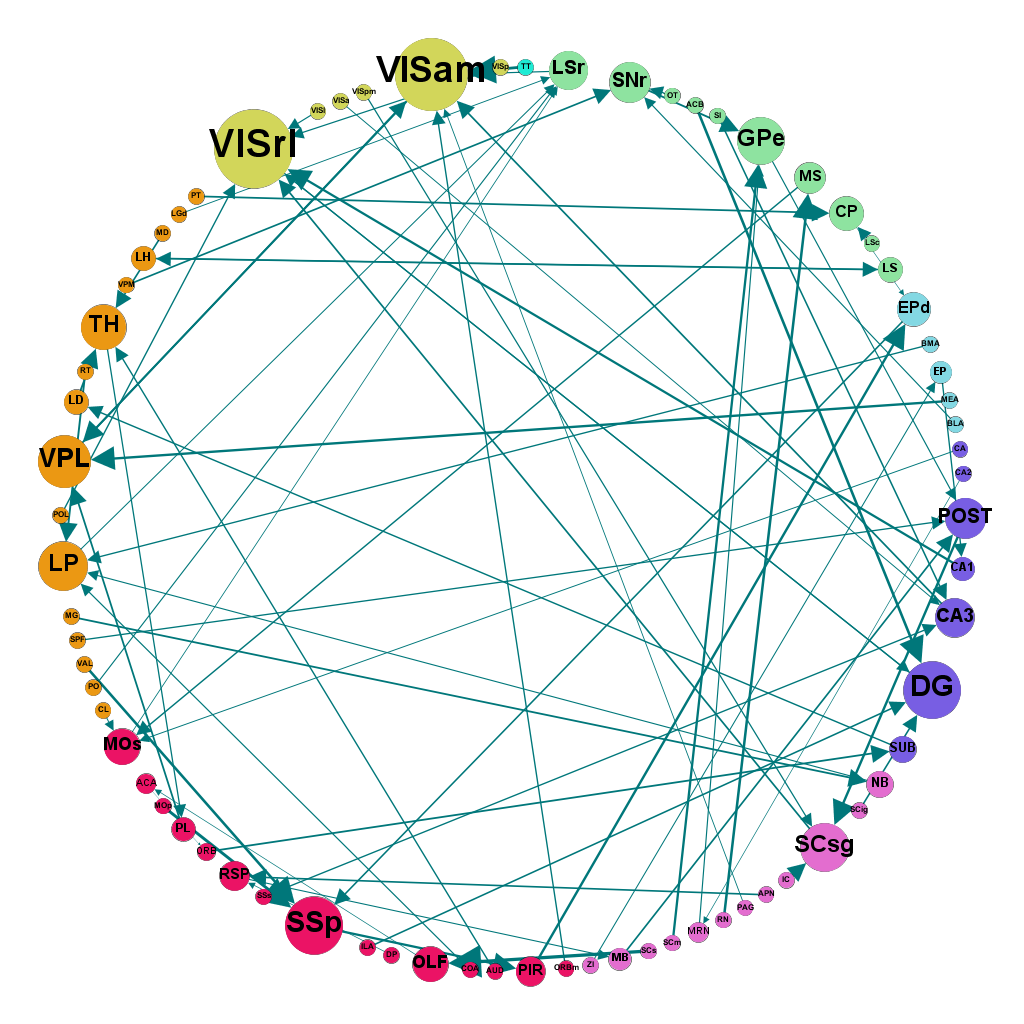 VISam
VISp
TT
LSr
SNr
OT
ACB
SI
GPe
MS
CP
LSc
LS
EPd
BMA
EP
MEA
BLA
CA
CA2
POST
CA1
CA3
DG
SUB
NB
SCig
SCsg
IC
APN
PAG
RN
MRN
SCm
SCs
MB
ZI
ORBm
PIR
AUD
COA
OLF
DP
ILA
SSp
SSs
RSP
ORB
PL
MOp
ACA
MOs
CL
PO
VAL
SPF
MG
LP
POL
VPL
LD
RT
TH
VPM
LH
MD
LGd
PT
VISrl
VISl
VISa
VISpm